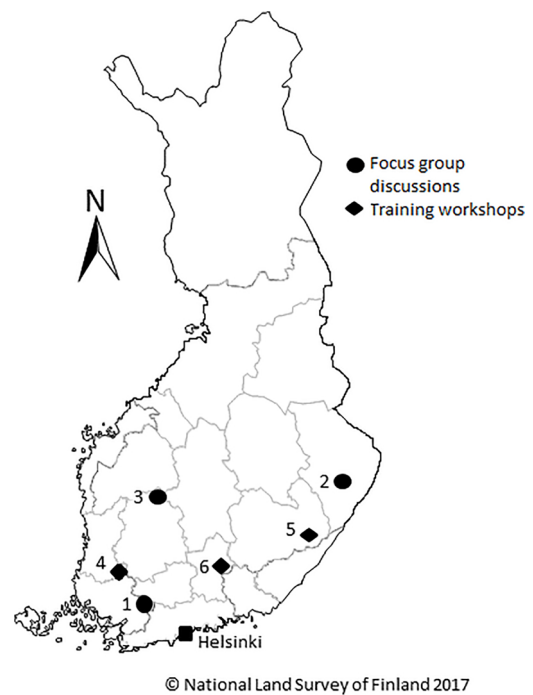 Focus group
discussions
Training workshops
N
2
3
5
4
6
1
Helsinki
© National Land Survey of Finland 2017